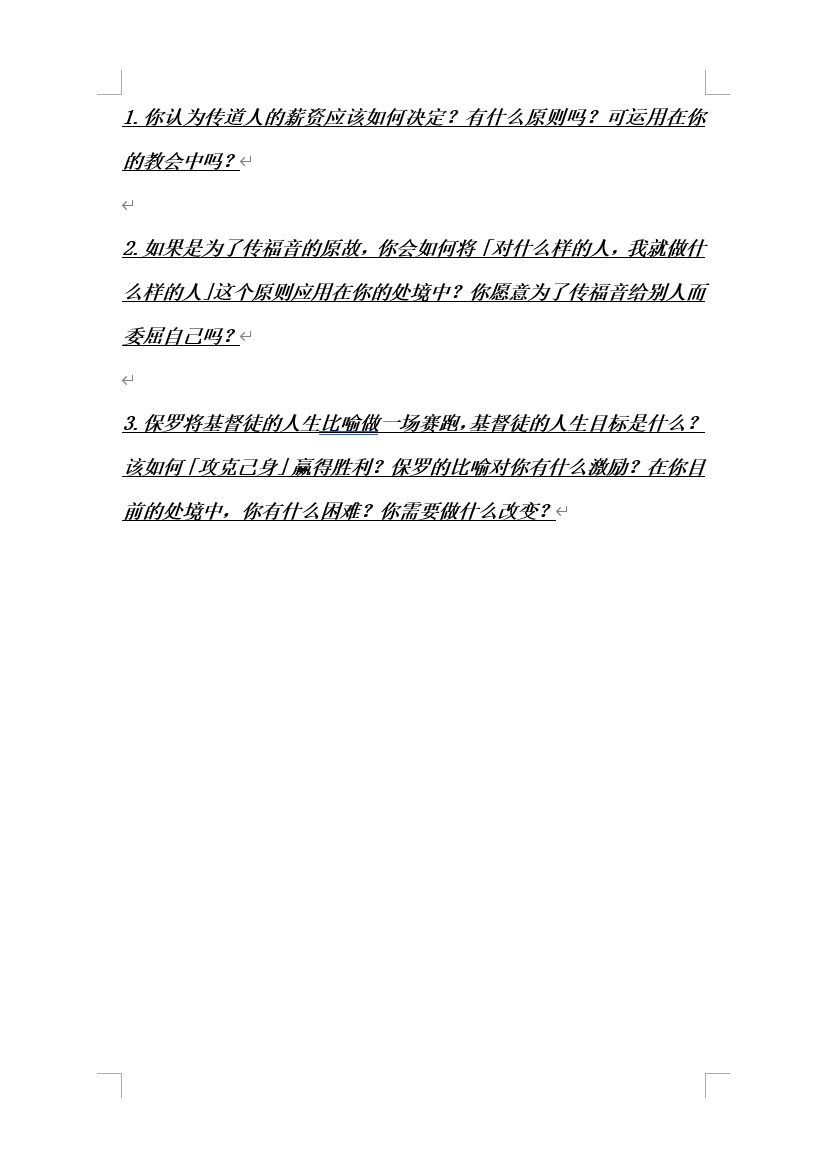 1. 你认为传道人的薪资应该如何决定？有什么原则吗？可运用在你
的教会中吗？
2. 如果是为了传福音的原故，你会如何将「对什么样的人，我就做什
么样的人」这个原则应用在你的处境中？你愿意为了传福音给别人而
委屈自己吗？
3. 保罗将基督徒的人生比喻做一场赛跑，基督徒的人生目标是什么？
该如何「攻克己身」赢得胜利？保罗的比喻对你有什么激励？在你目
前的处境中，你有什么困难？你需要做什么改变？